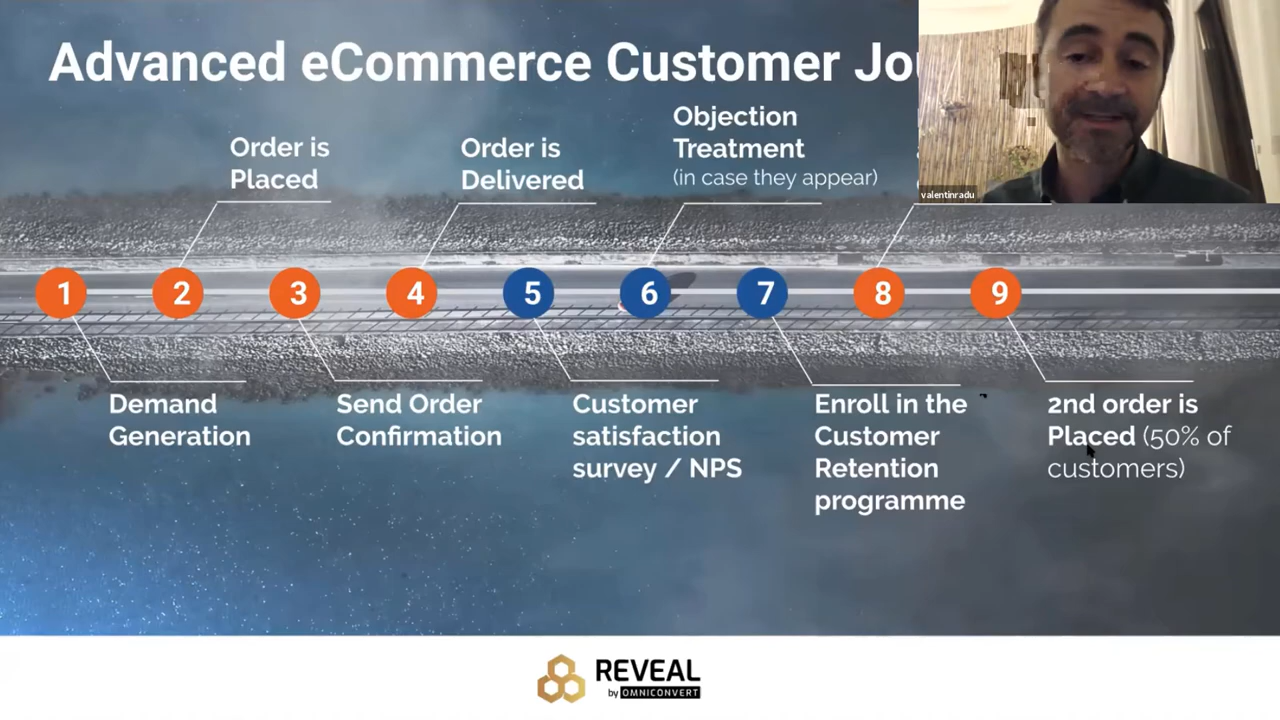 Advanced eCommerce Customer Jou
valentinradu
Order is
Placed
Order is
Delivered
Objection
Treatment
(in case they appear)
1
2
3
4
5
6
7
8
9
Demand
Generation
Send Order
Confirmation
Customer
satisfaction
survey / NPS
Enroll in the
Customer
Retention
programme
2nd order is
Placed (50% of
customers)
REVEAL
by OMNICONVERT